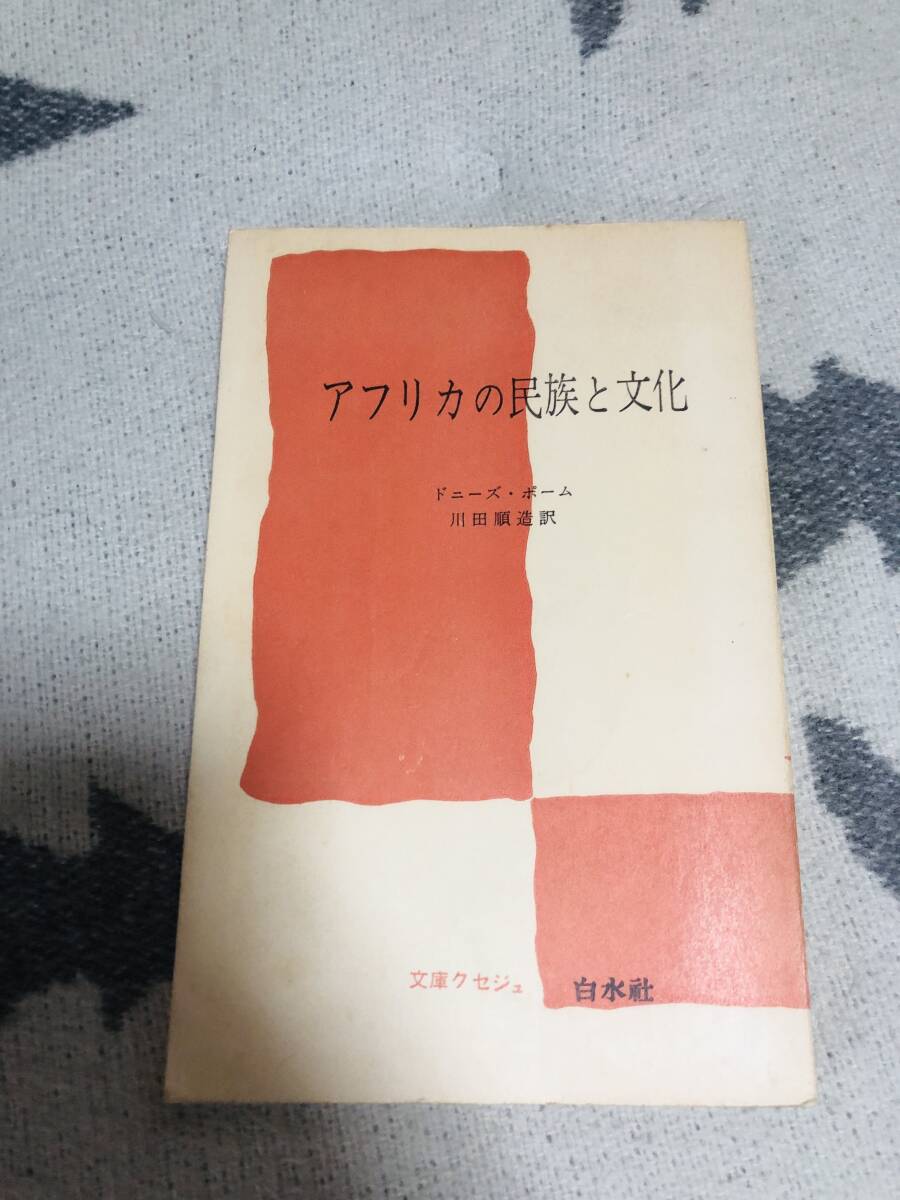 アフリカの民族と文化
ドニーズ・ポーム
川田順造訳
文庫クセジュ
白水社